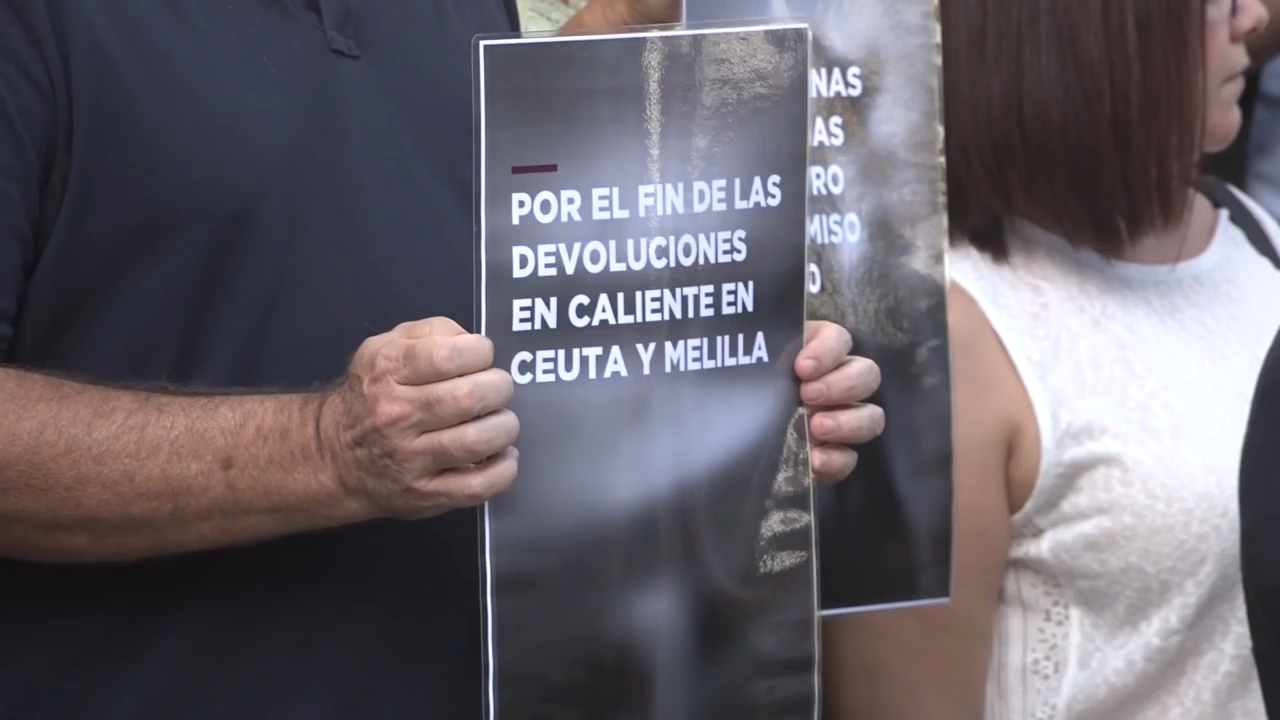 POR EL FIN DE LAS
DEVOLUCIONES
EN CALIENTE EN
CEUTA Y MELILLA